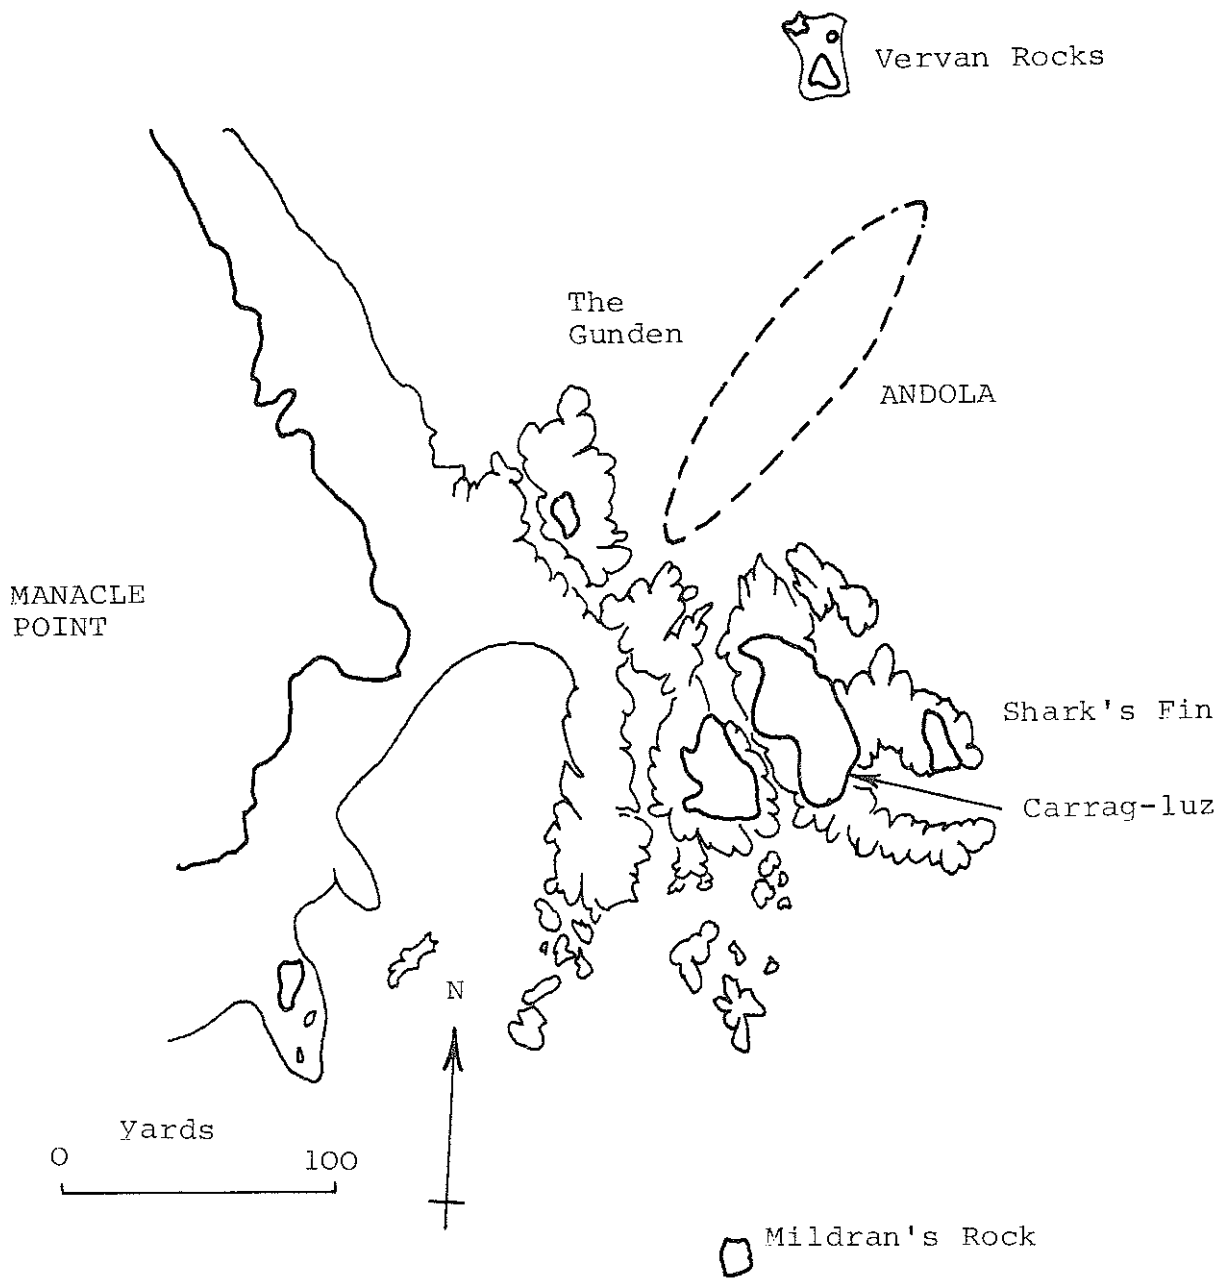 Vervan Rocks
The
Gunden
ANDOLA
MANACLE
POINT
Shark's Fin
Carrag-luz
N
Yards
0 100
Mildran's Rock